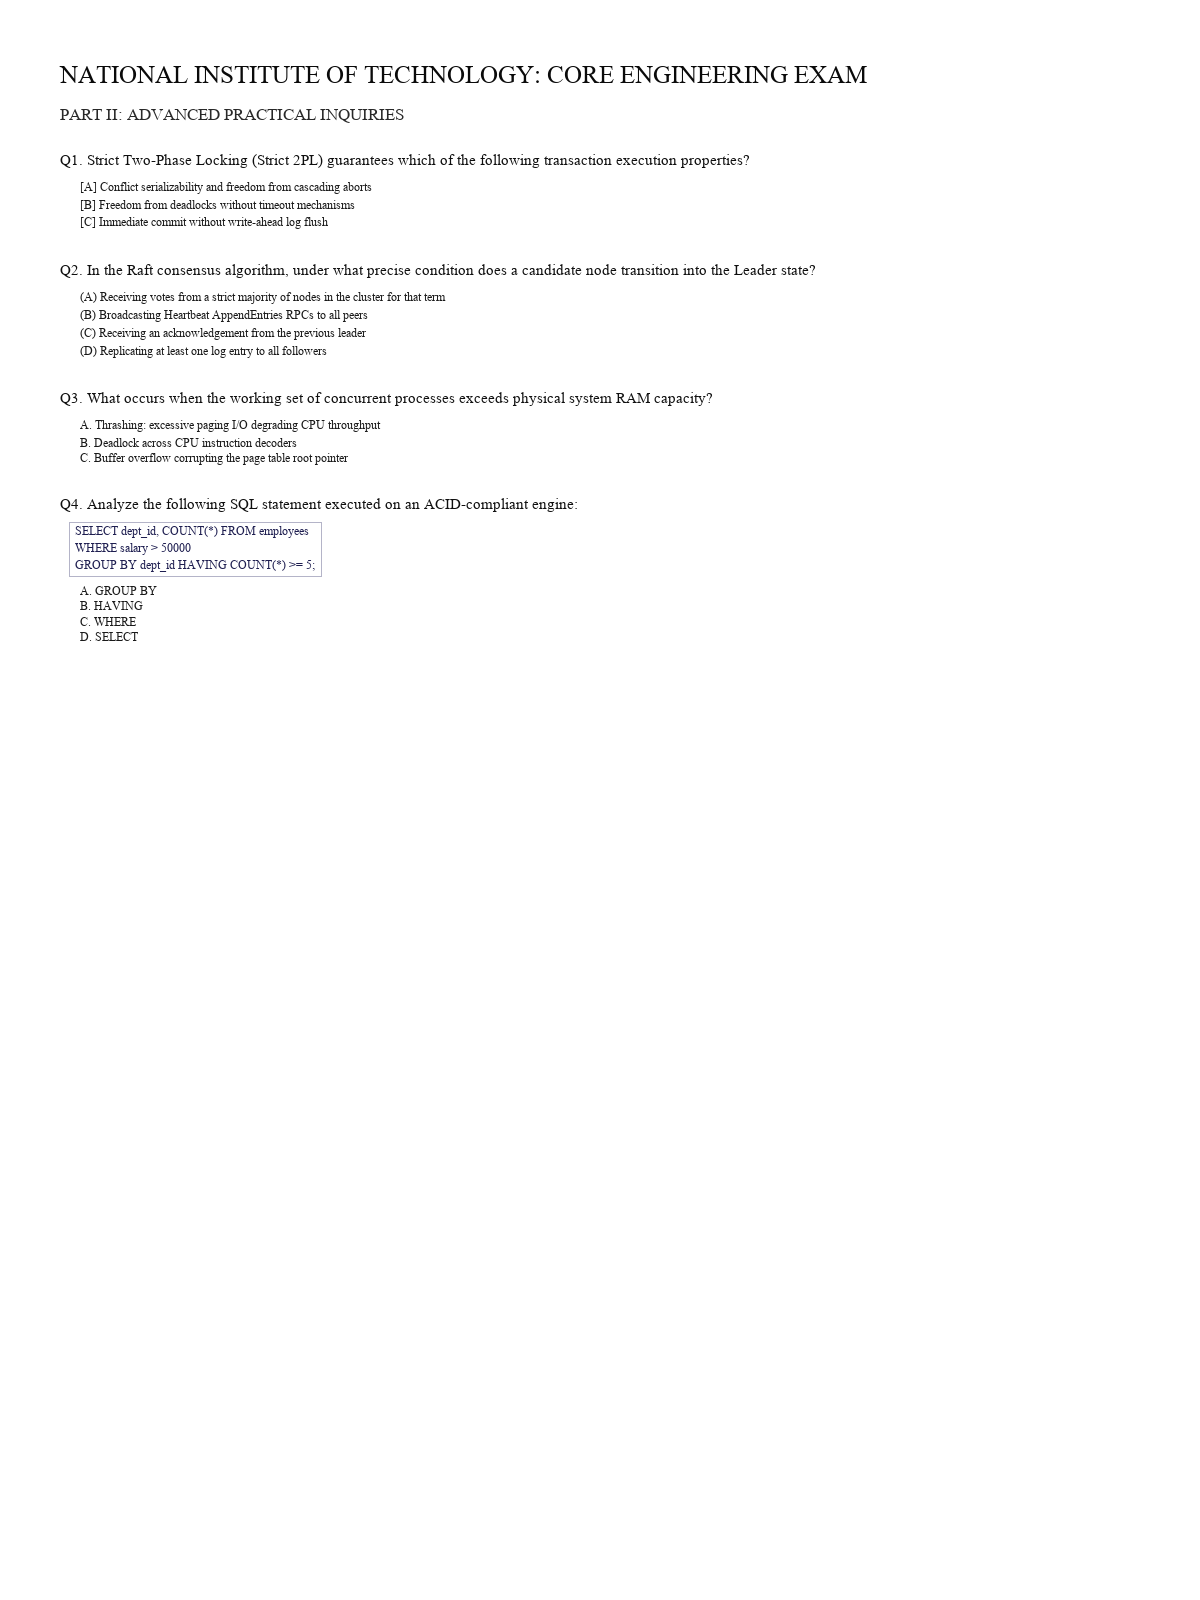 NATIONAL INSTITUTE OF TECHNOLOGY: CORE ENGINEERING EXAM
PART II: ADVANCED PRACTICAL INQUIRIES
Q1. Strict Two-Phase Locking (Strict 2PL) guarantees which of the following transaction execution properties?
[A] Conflict serializability and freedom from cascading aborts
[B] Freedom from deadlocks without timeout mechanisms
[C] Immediate commit without write-ahead log flush
Q2. In the Raft consensus algorithm, under what precise condition does a candidate node transition into the Leader state?
(A) Receiving votes from a strict majority of nodes in the cluster for that term
(B) Broadcasting Heartbeat AppendEntries RPCs to all peers
(C) Receiving an acknowledgement from the previous leader
(D) Replicating at least one log entry to all followers
Q3. What occurs when the working set of concurrent processes exceeds physical system RAM capacity?
A. Thrashing: excessive paging I/O degrading CPU throughput
B. Deadlock across CPU instruction decoders
C. Buffer overflow corrupting the page table root pointer
Q4. Analyze the following SQL statement executed on an ACID-compliant engine:
SELECT dept_id, COUNT(*) FROM employees
WHERE salary > 50000
GROUP BY dept_id HAVING COUNT(*) >= 5;
A. GROUP BY
B. HAVING
C. WHERE
D. SELECT